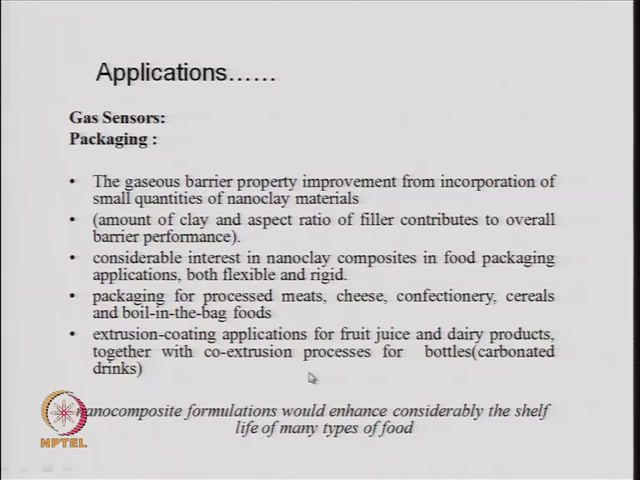 Applications……
Gas Sensors:
Packaging :
• The gaseous barrier property improvement from incorporation of
small quantities of nanoclay materials
• (amount of clay and aspect ratio of filler contributes to overall
barrier performance).
• considerable interest in nanoclay composites in food packaging
applications, both flexible and rigid.
• packaging for processed meats, cheese, confectionery, cereals
and boil-in-the-bag foods
• extrusion-coating applications for fruit juice and dairy products,
together with co-extrusion processes for bottles(carbonated
drinks)
nanocomposite formulations would enhance considerably the shelf
life of many types of food
NPTEL